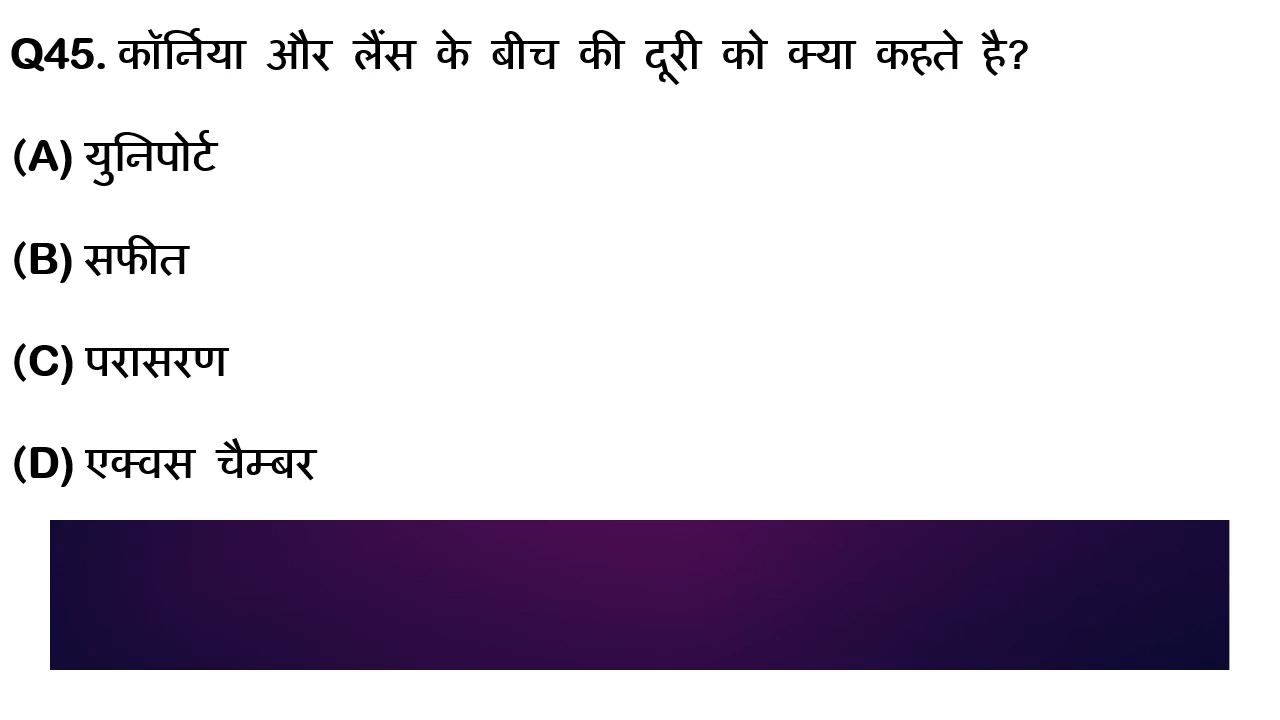 Q45. कॉर्निया और लैंस के बीच की दूरी को क्या कहते है?
(A) युनिपोर्ट
(B) सफीत
(C) परासरण
(D) एक्वस चैम्बर